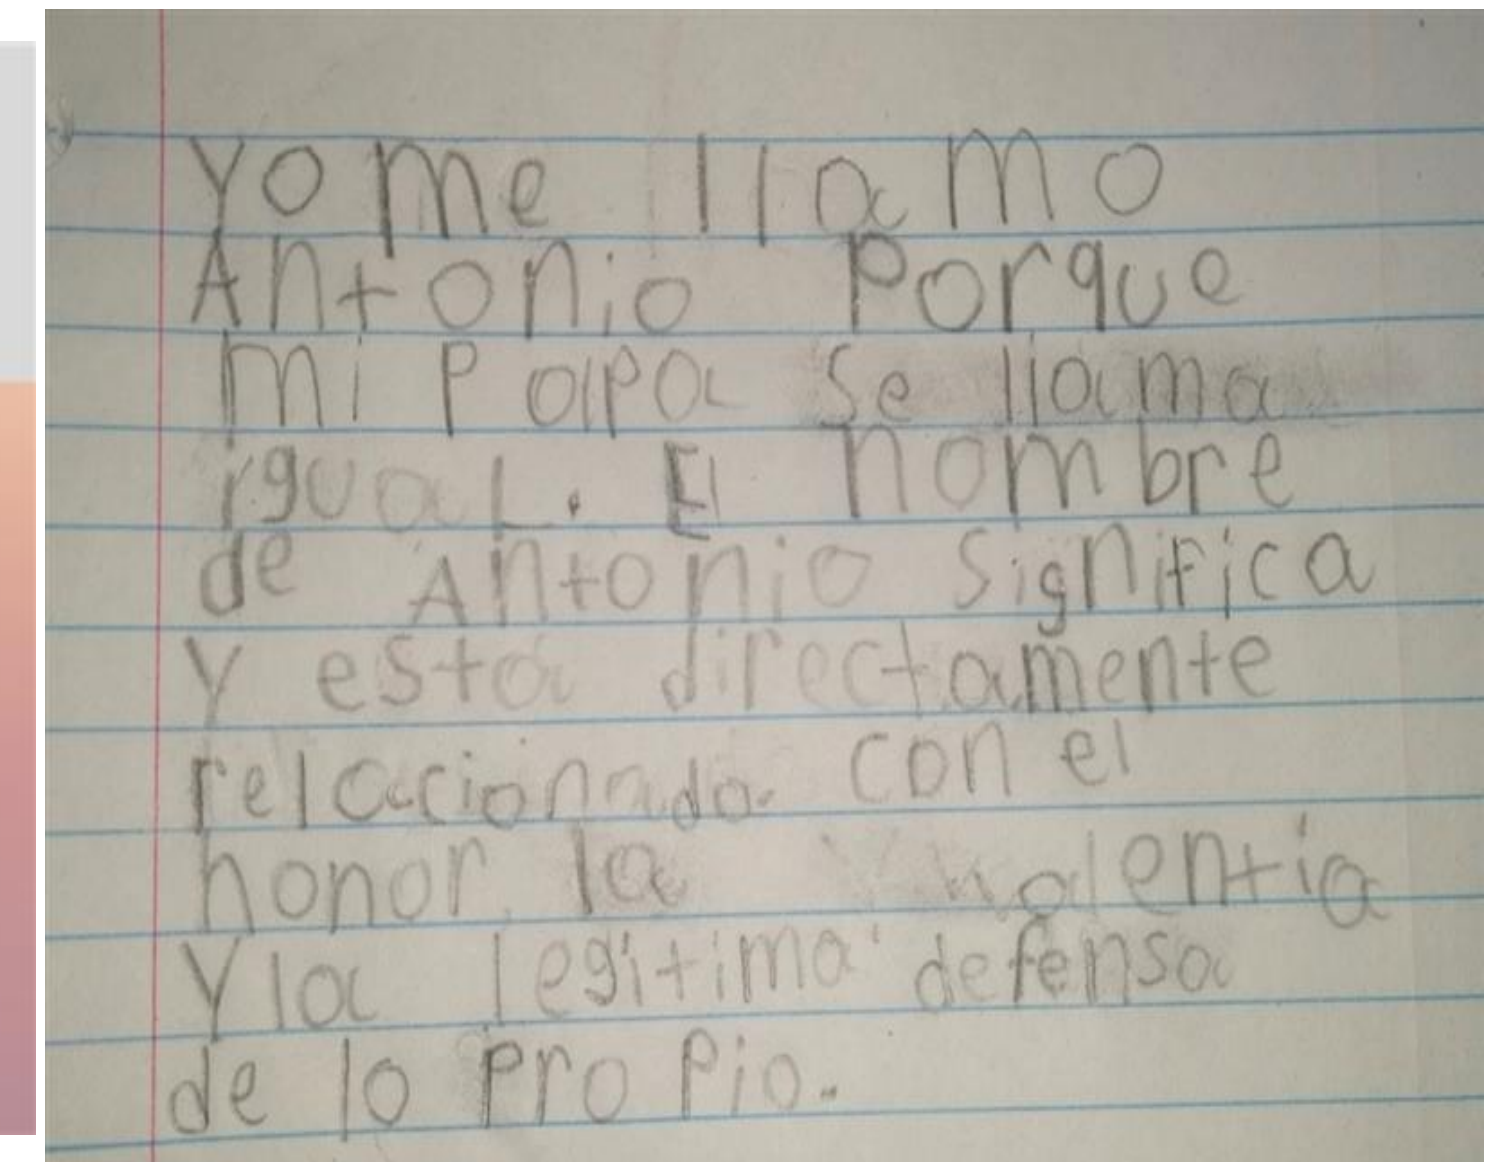 Yo me llamo
Antonio Porque
mi papa se llama
igual. El nombre
de Antonio significa
y esta directamente
relacionado con el
honor, la valentia
y la legitima defensa
de lo propio.